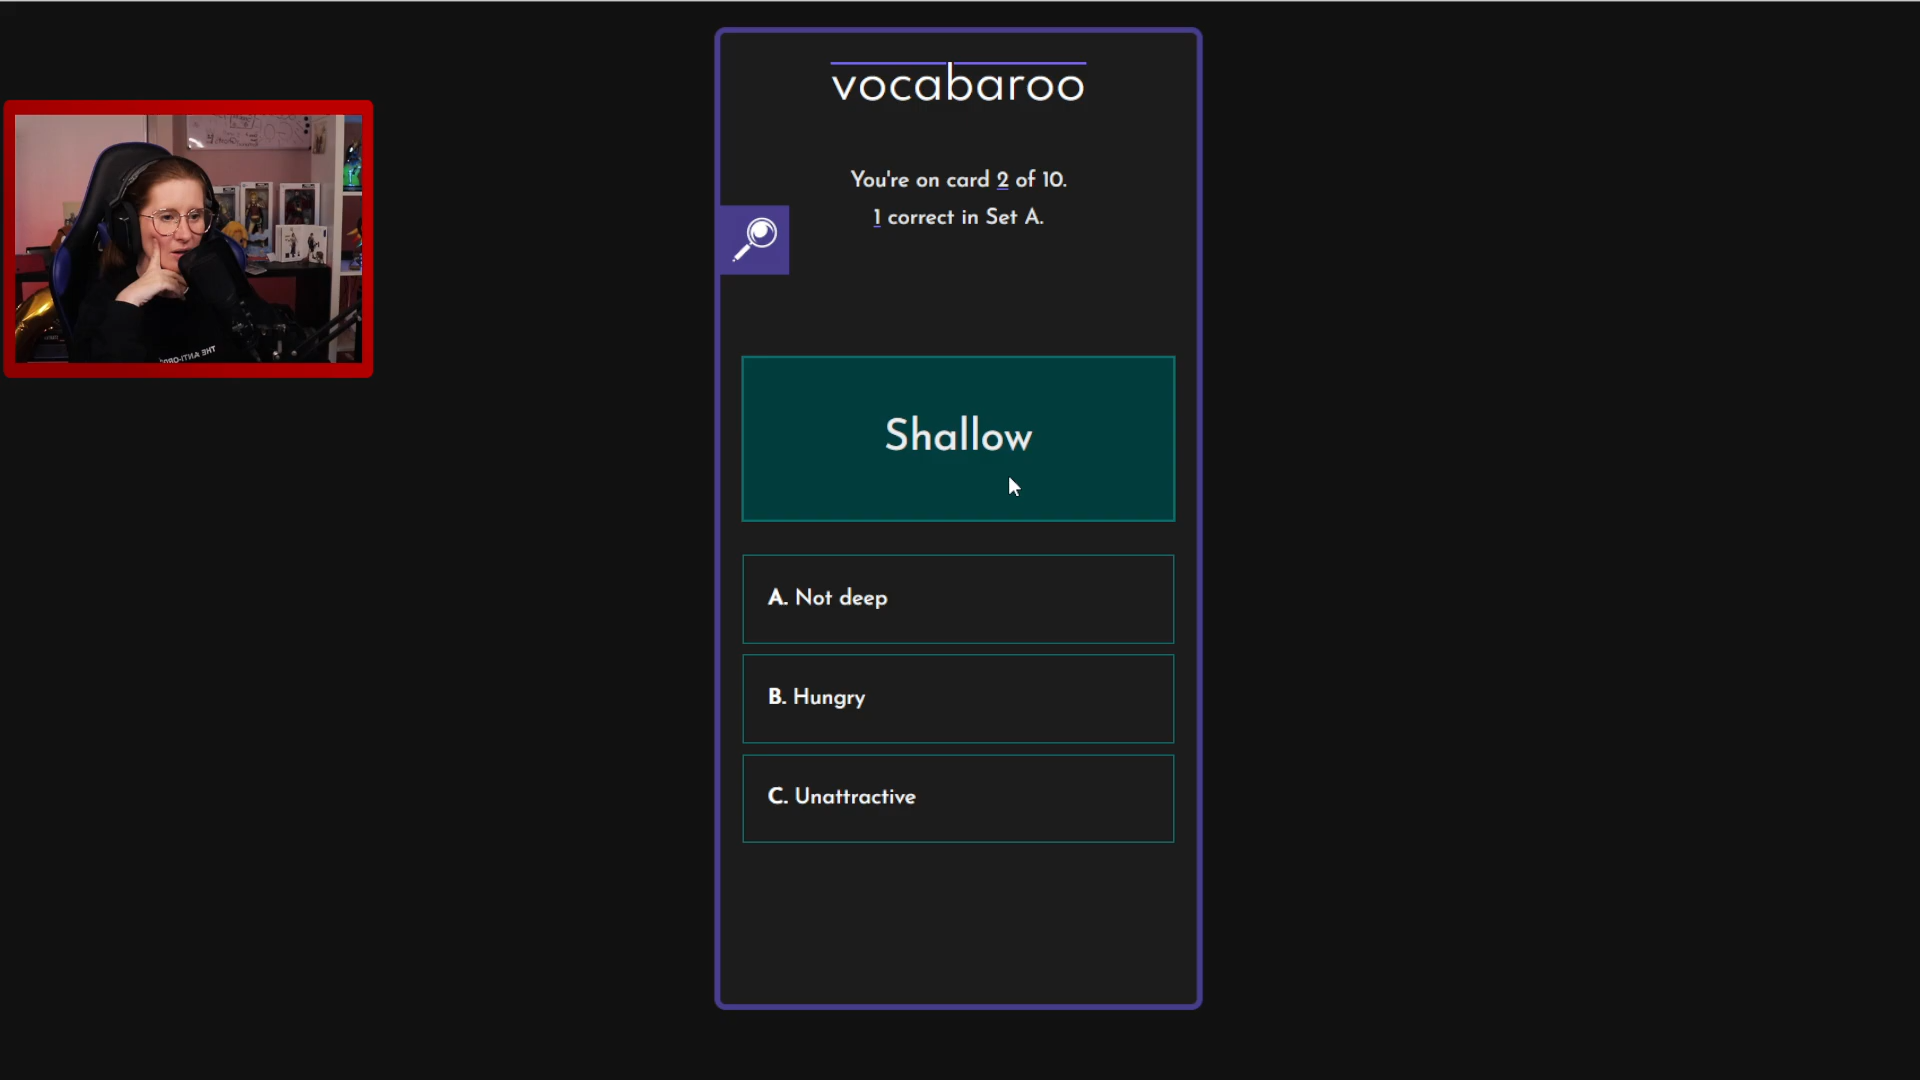 vocabaroo
You're on card 2 of 10.
1 correct in Set A.
Shallow
A. Not deep
B. Hungry
C. Unattractive